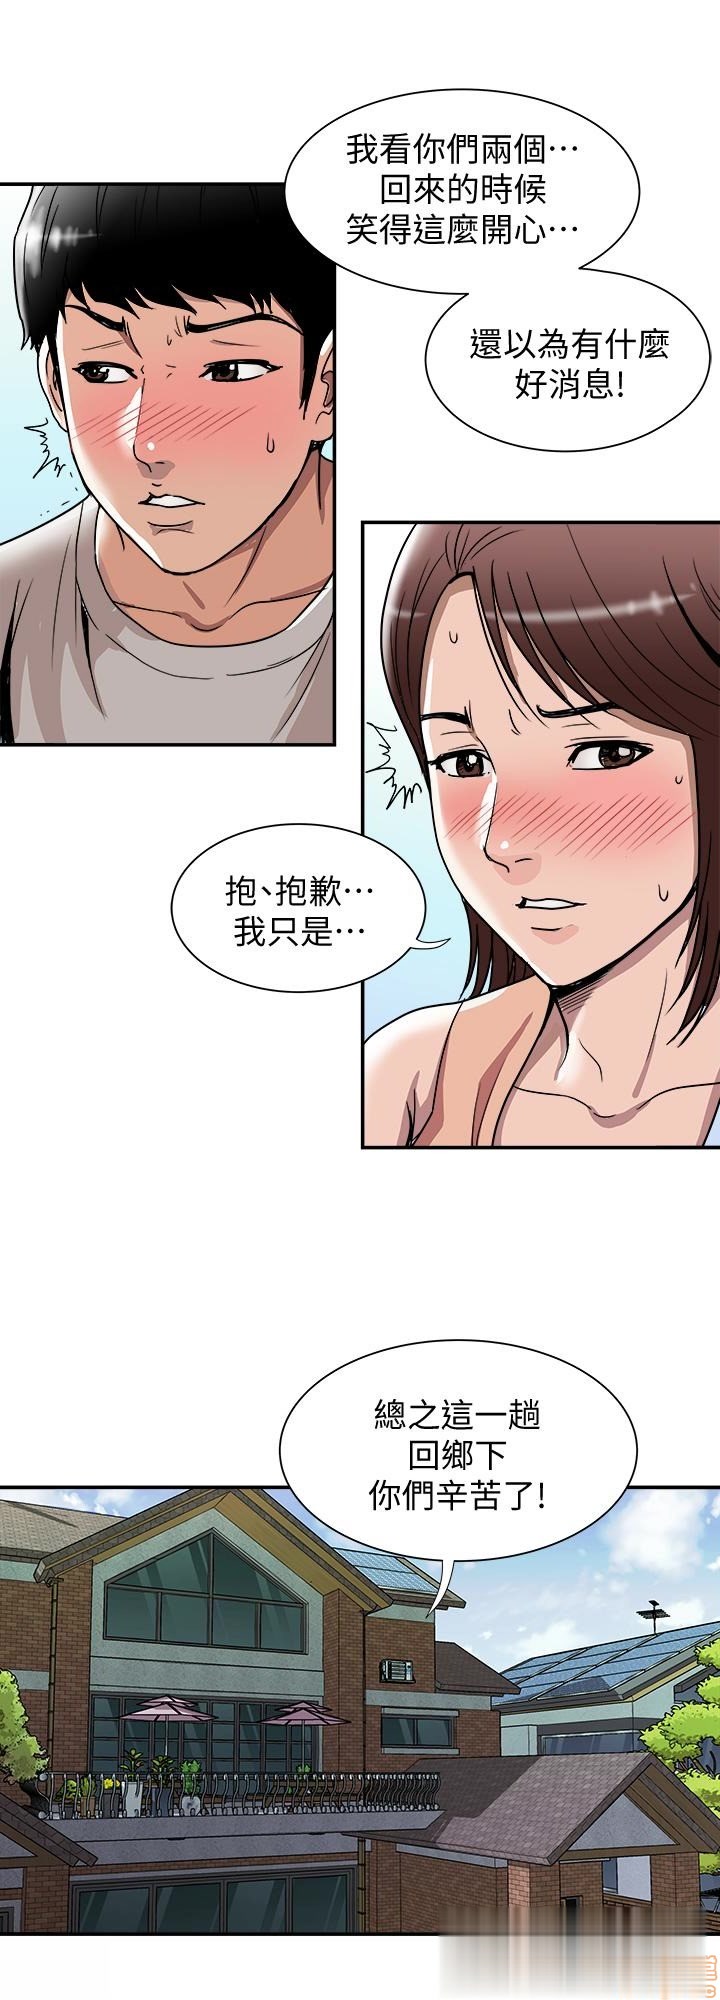 我看你們兩個⋯
回來的時候
笑得這麼開心⋯
還以為有什麼
好消息!
抱、抱歉⋯
我只是⋯
總之這一趟
回鄉下
你們辛苦了!